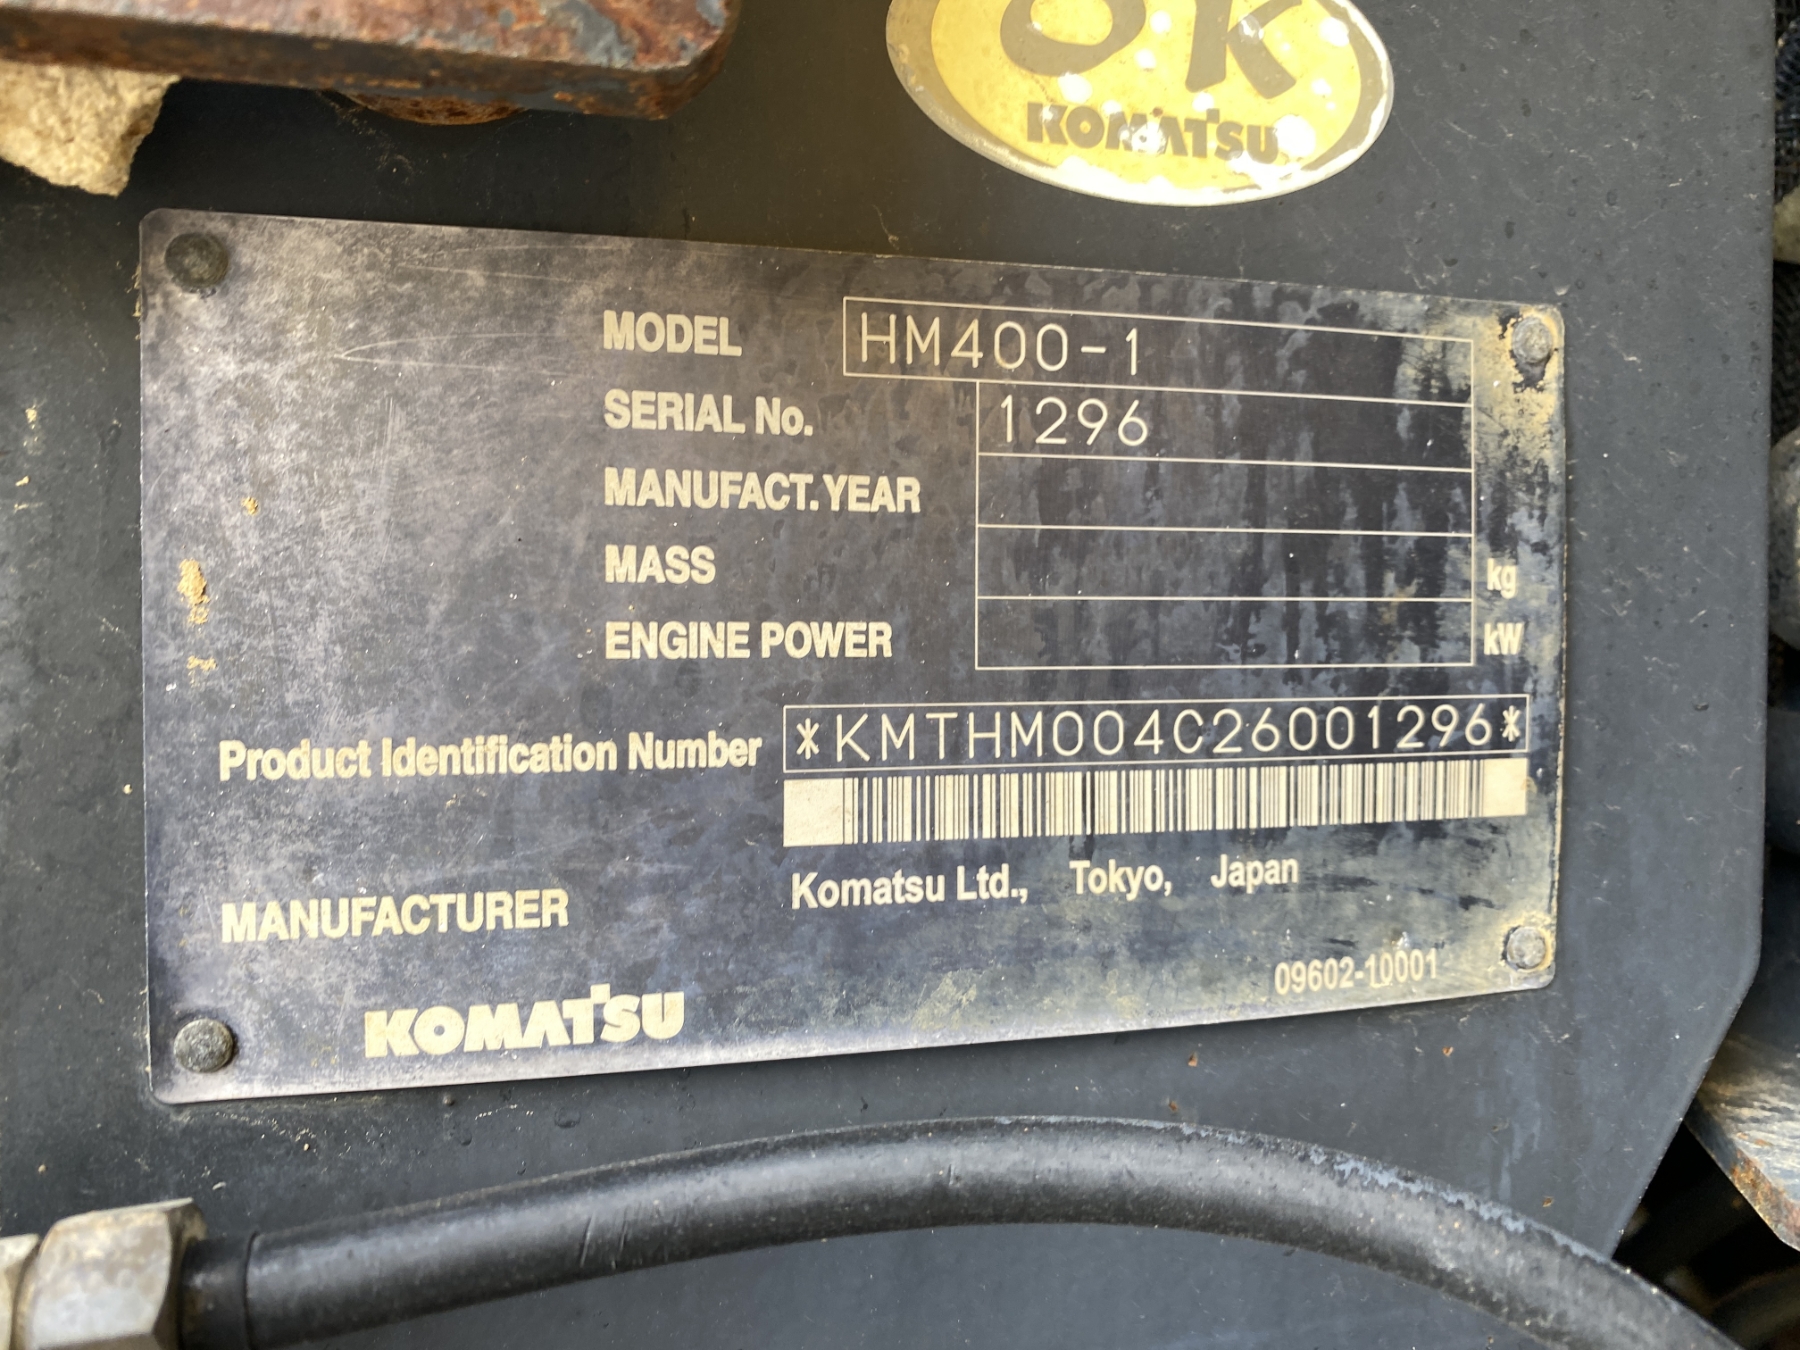 OK
KOMATSU
MODEL HM400-1
SERIAL No. 1296
MANUFACT. YEAR
MASS kg
ENGINE POWER kW
Product Identification Number *KMTHM004C26001296*
MANUFACTURER Komatsu Ltd., Tokyo, Japan
KOMATSU
09602-10001